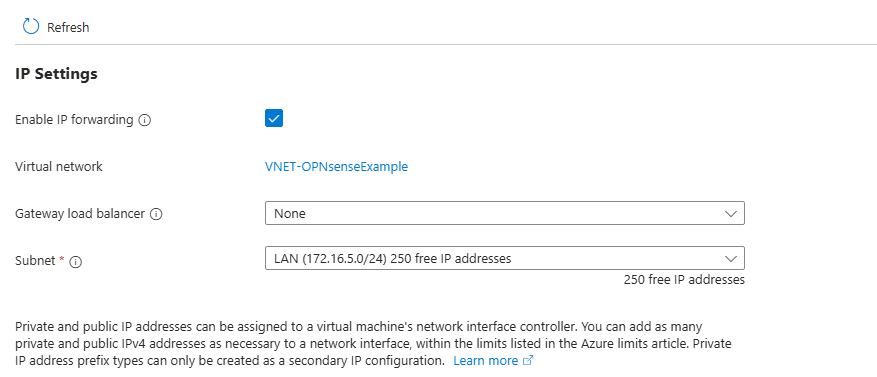 Refresh
IP Settings
Enable IP forwarding
Virtual network VNET-OPNsenseExample
Gateway load balancer None
Subnet * LAN (172.16.5.0/24) 250 free IP addresses
250 free IP addresses
Private and public IP addresses can be assigned to a virtual machine's network interface controller. You can add as many
private and public IPv4 addresses as necessary to a network interface, within the limits listed in the Azure limits article. Private
IP address prefix types can only be created as a secondary IP configuration. Learn more